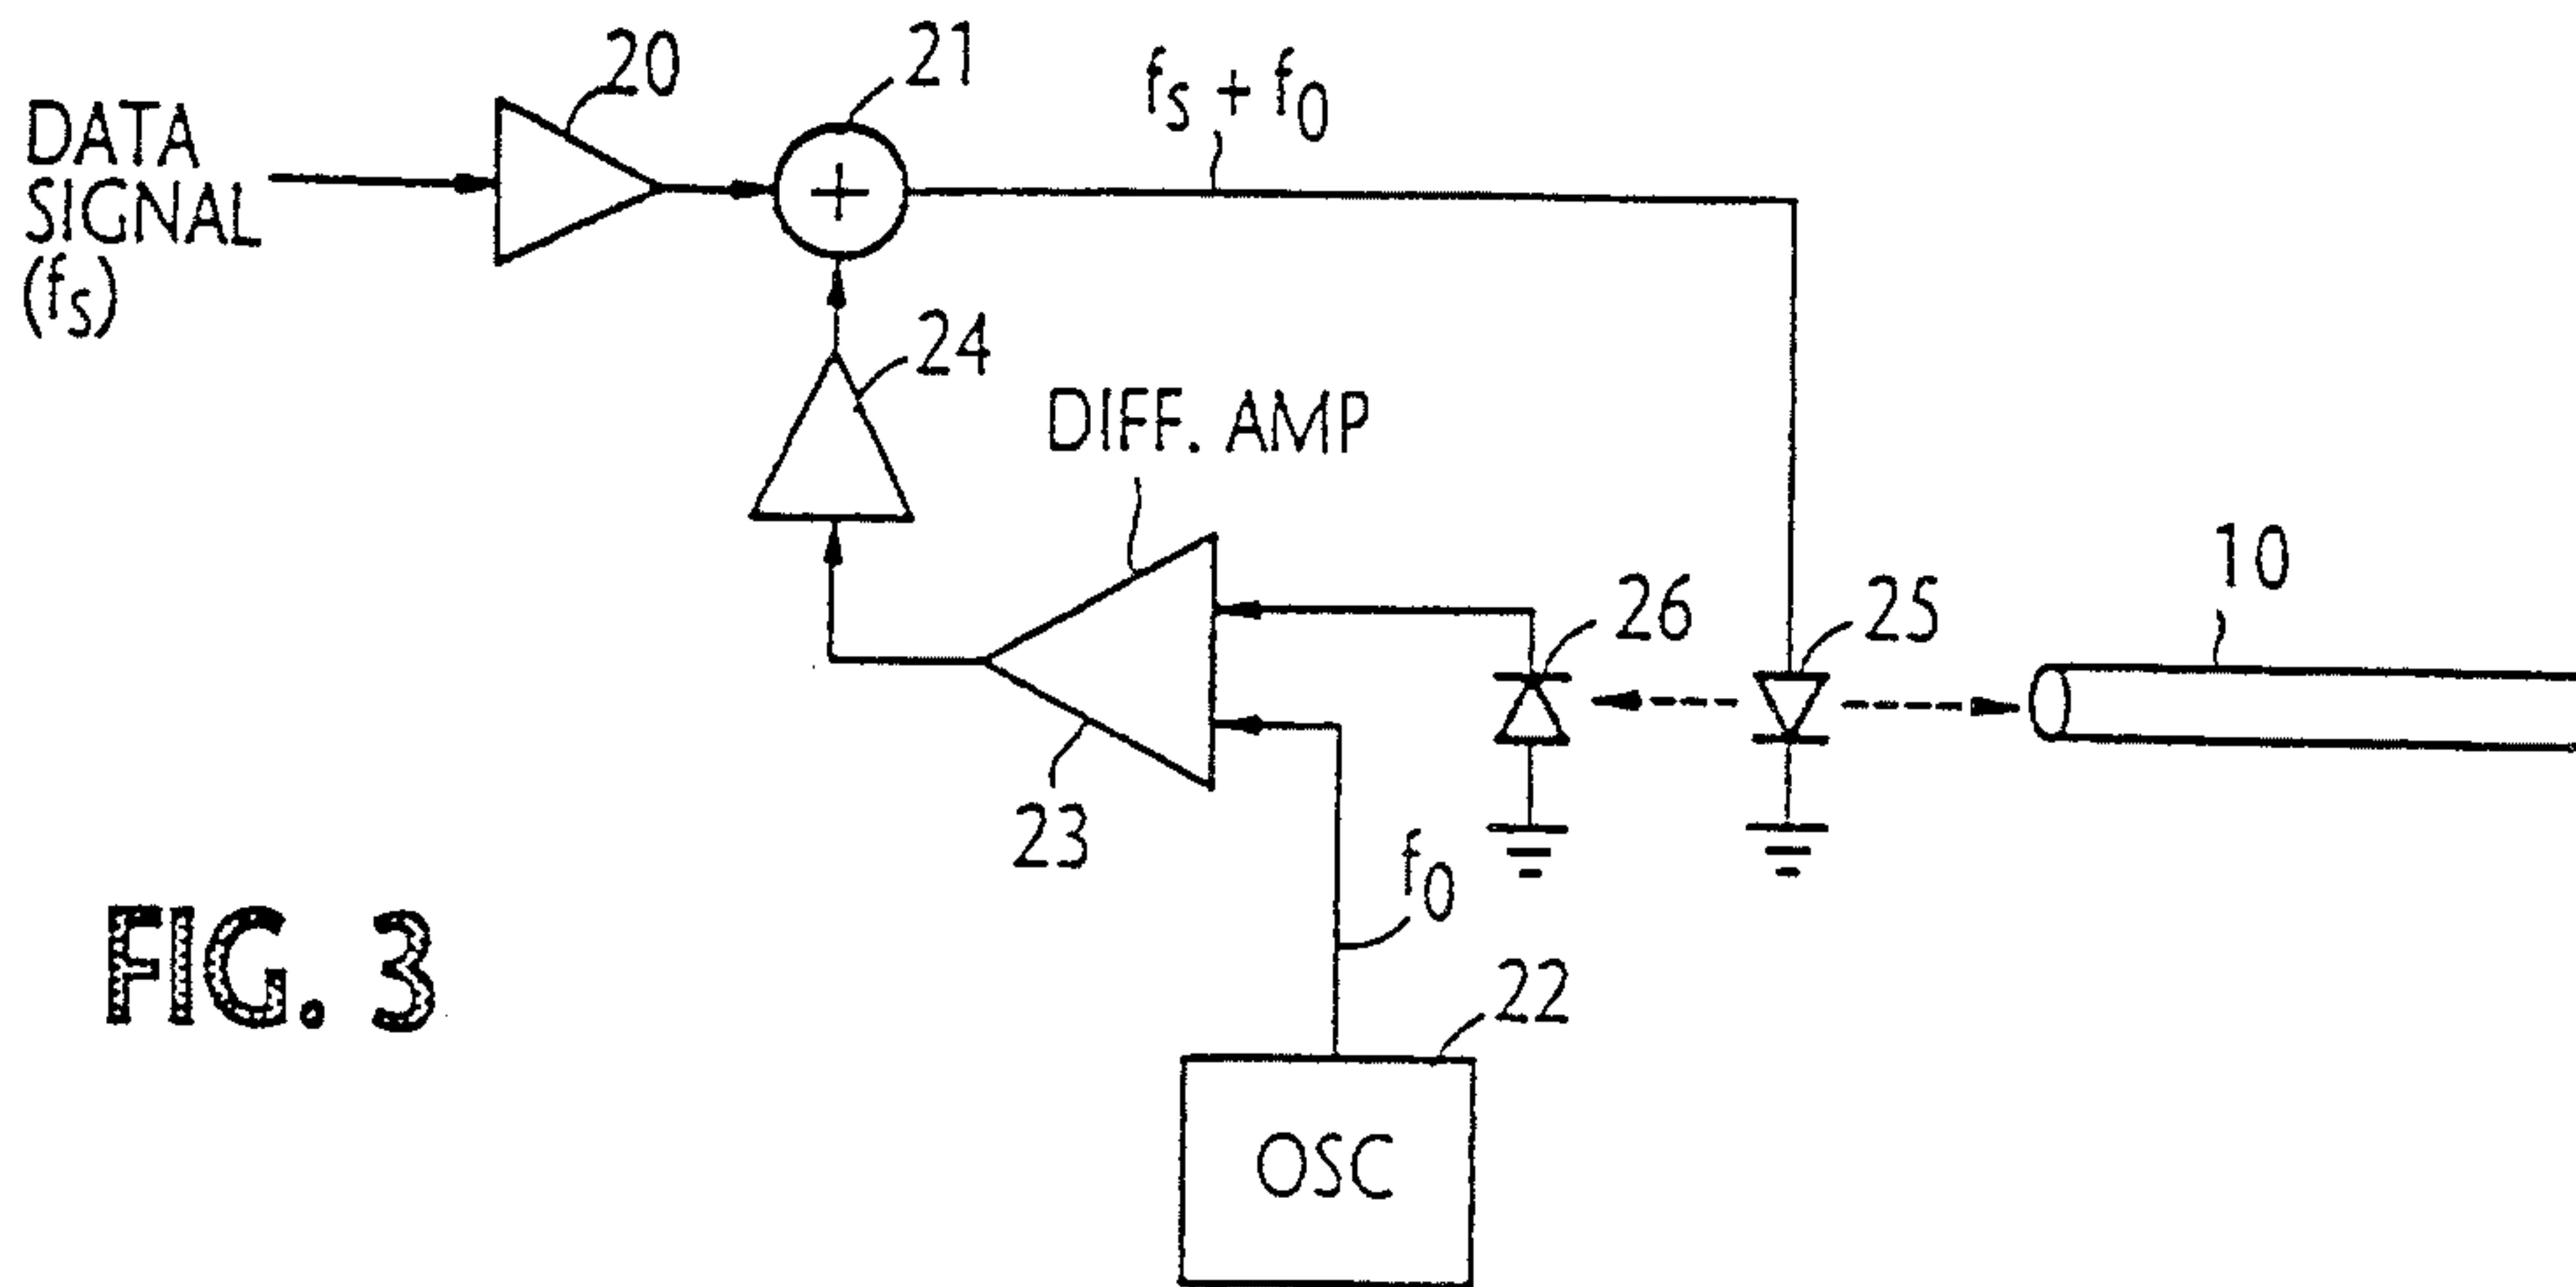 20
21
fS + f0
DATA
SIGNAL
(fS)
24
DIFF. AMP
10
26
25
23
f0
FIG. 3
22
OSC